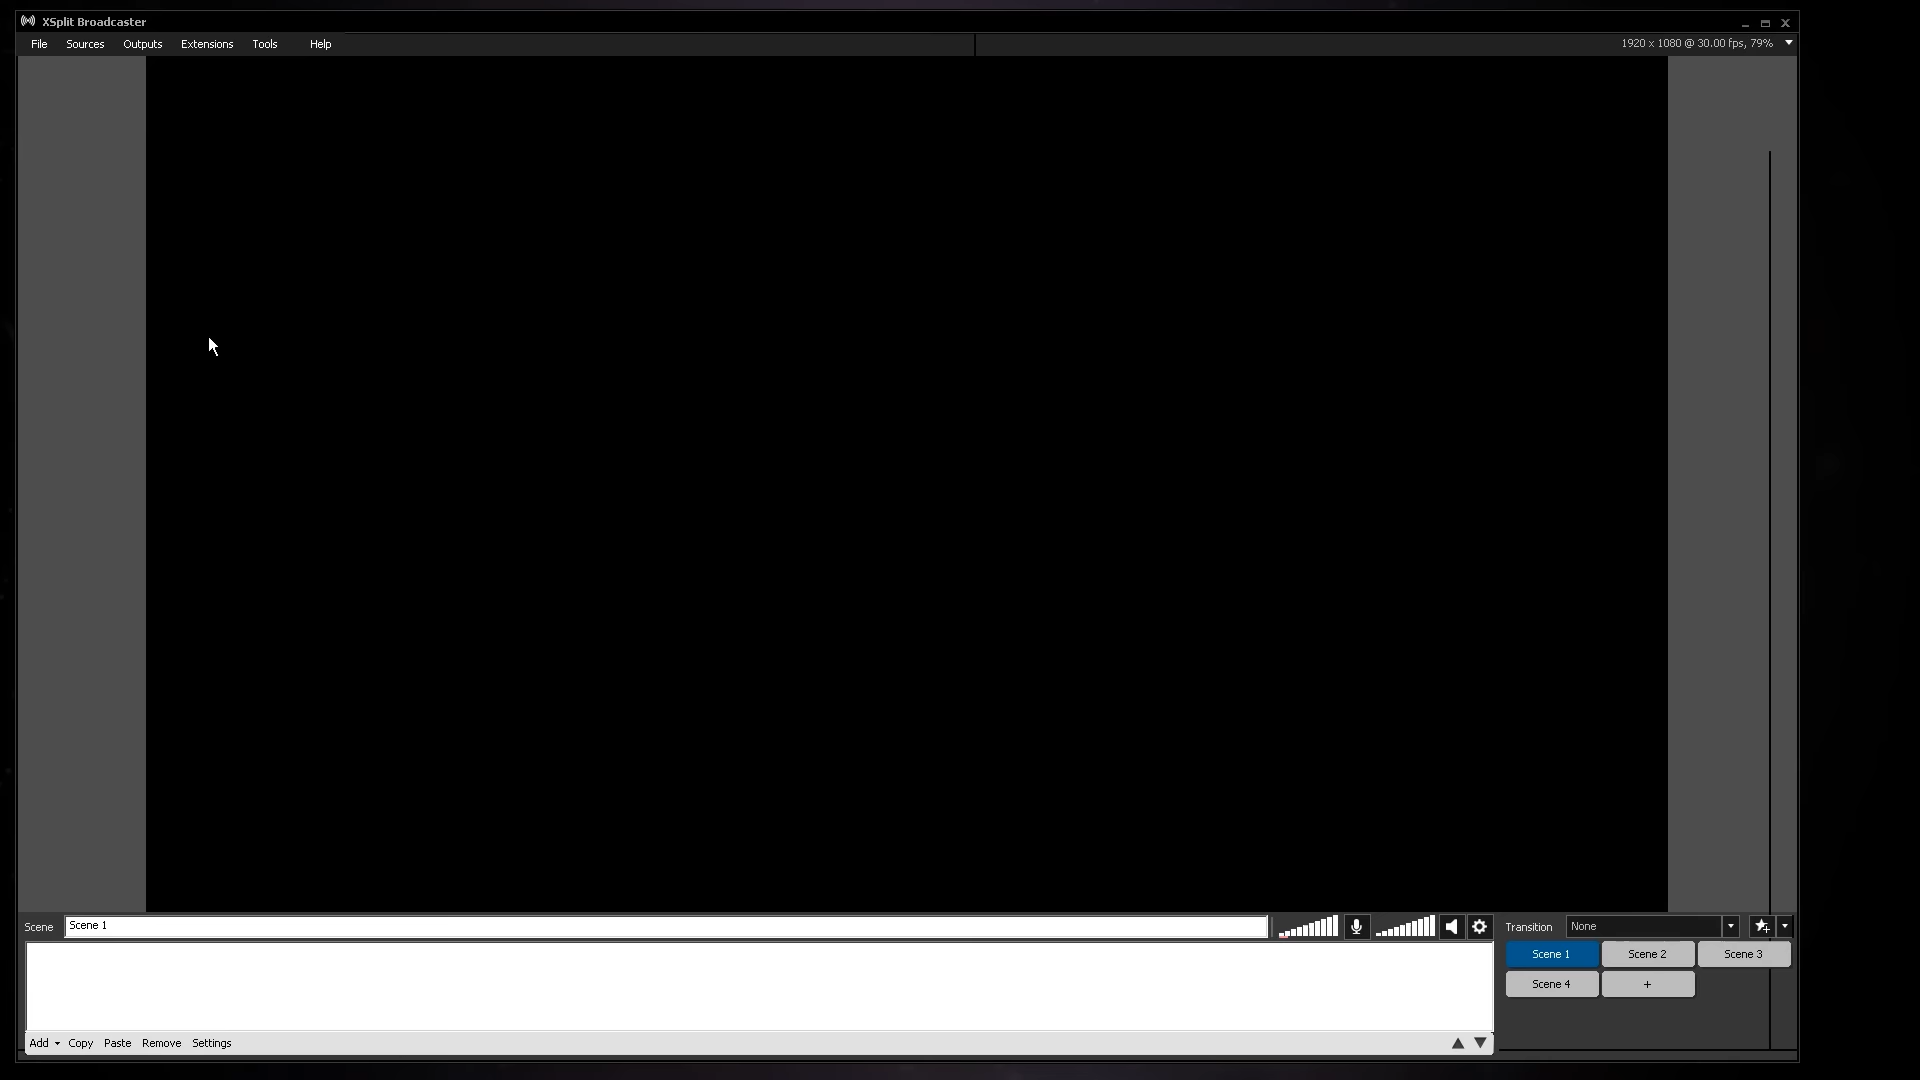 XSplit Broadcaster
File Sources Outputs Extensions Tools Help 1920 x 1080 @ 30.00 fps, 79%
Scene Scene 1 Transition None
Scene 1 Scene 2 Scene 3
Scene 4 +
Add Copy Paste Remove Settings